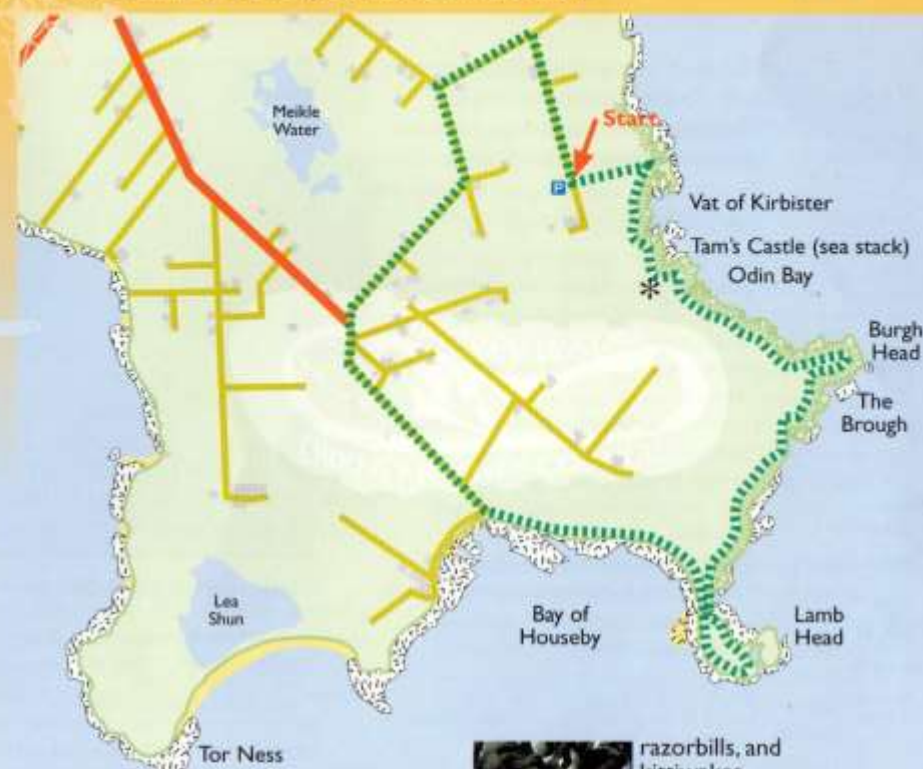 Meikle
Water
Start
P
Vat of Kirbister
Tam's Castle (sea stack)
Odin Bay
*
Burgh
Head
The
Brough
Lea
Shun
Bay of
Houseby
Lamb
Head
Tor Ness
razorbills, and